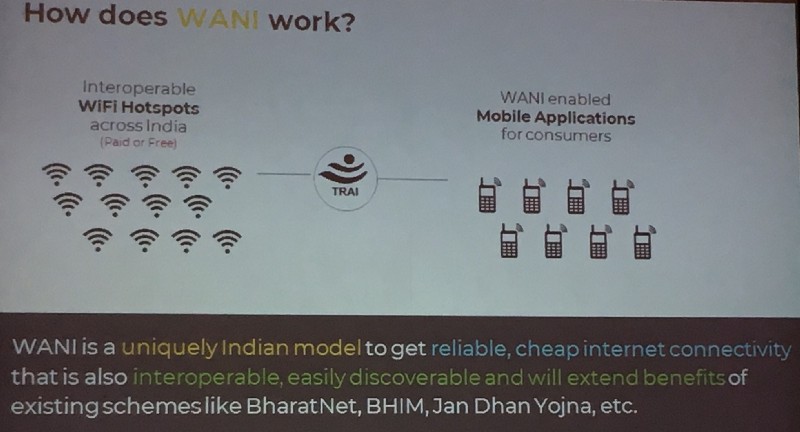 How does WANI work?
Interoperable
WiFi Hotspots
across India
(Paid or Free)
WANI enabled
Mobile Applications
for consumers
TRAI
WANI is a uniquely Indian model to get reliable, cheap internet connectivity
that is also interoperable, easily discoverable and will extend benefits of
existing schemes like BharatNet, BHIM, Jan Dhan Yojna, etc.